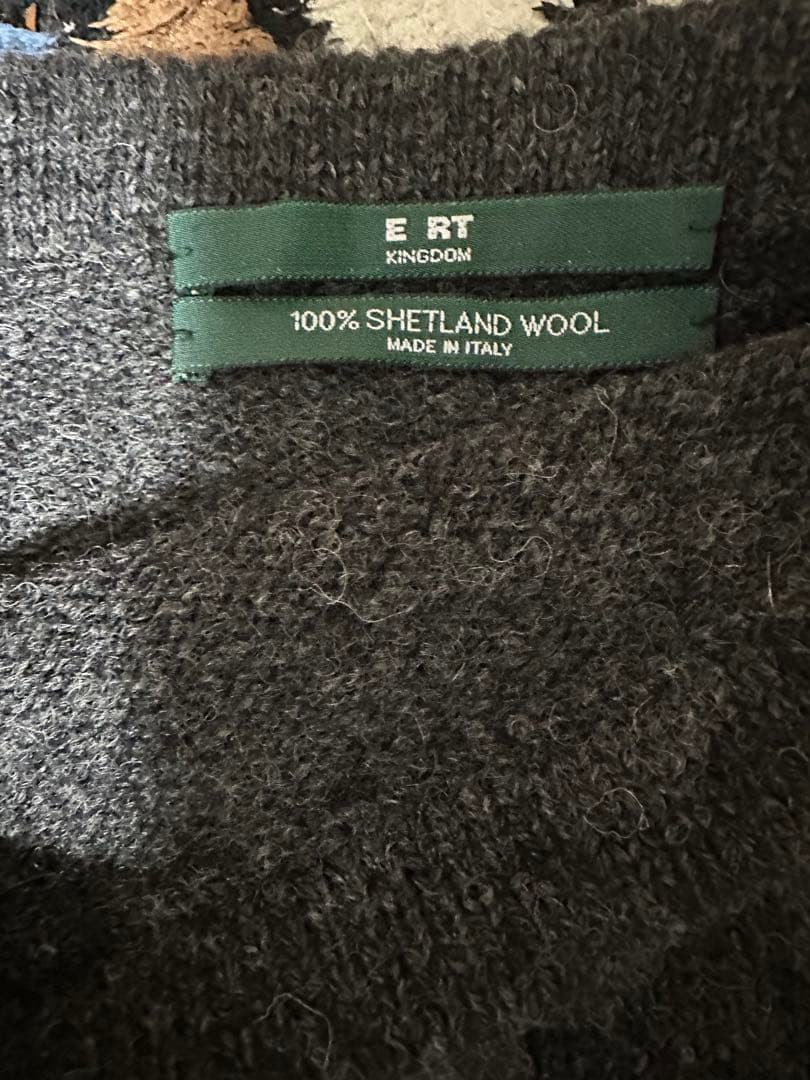 E RT
KINGDOM
100% SHETLAND WOOL
MADE IN ITALY